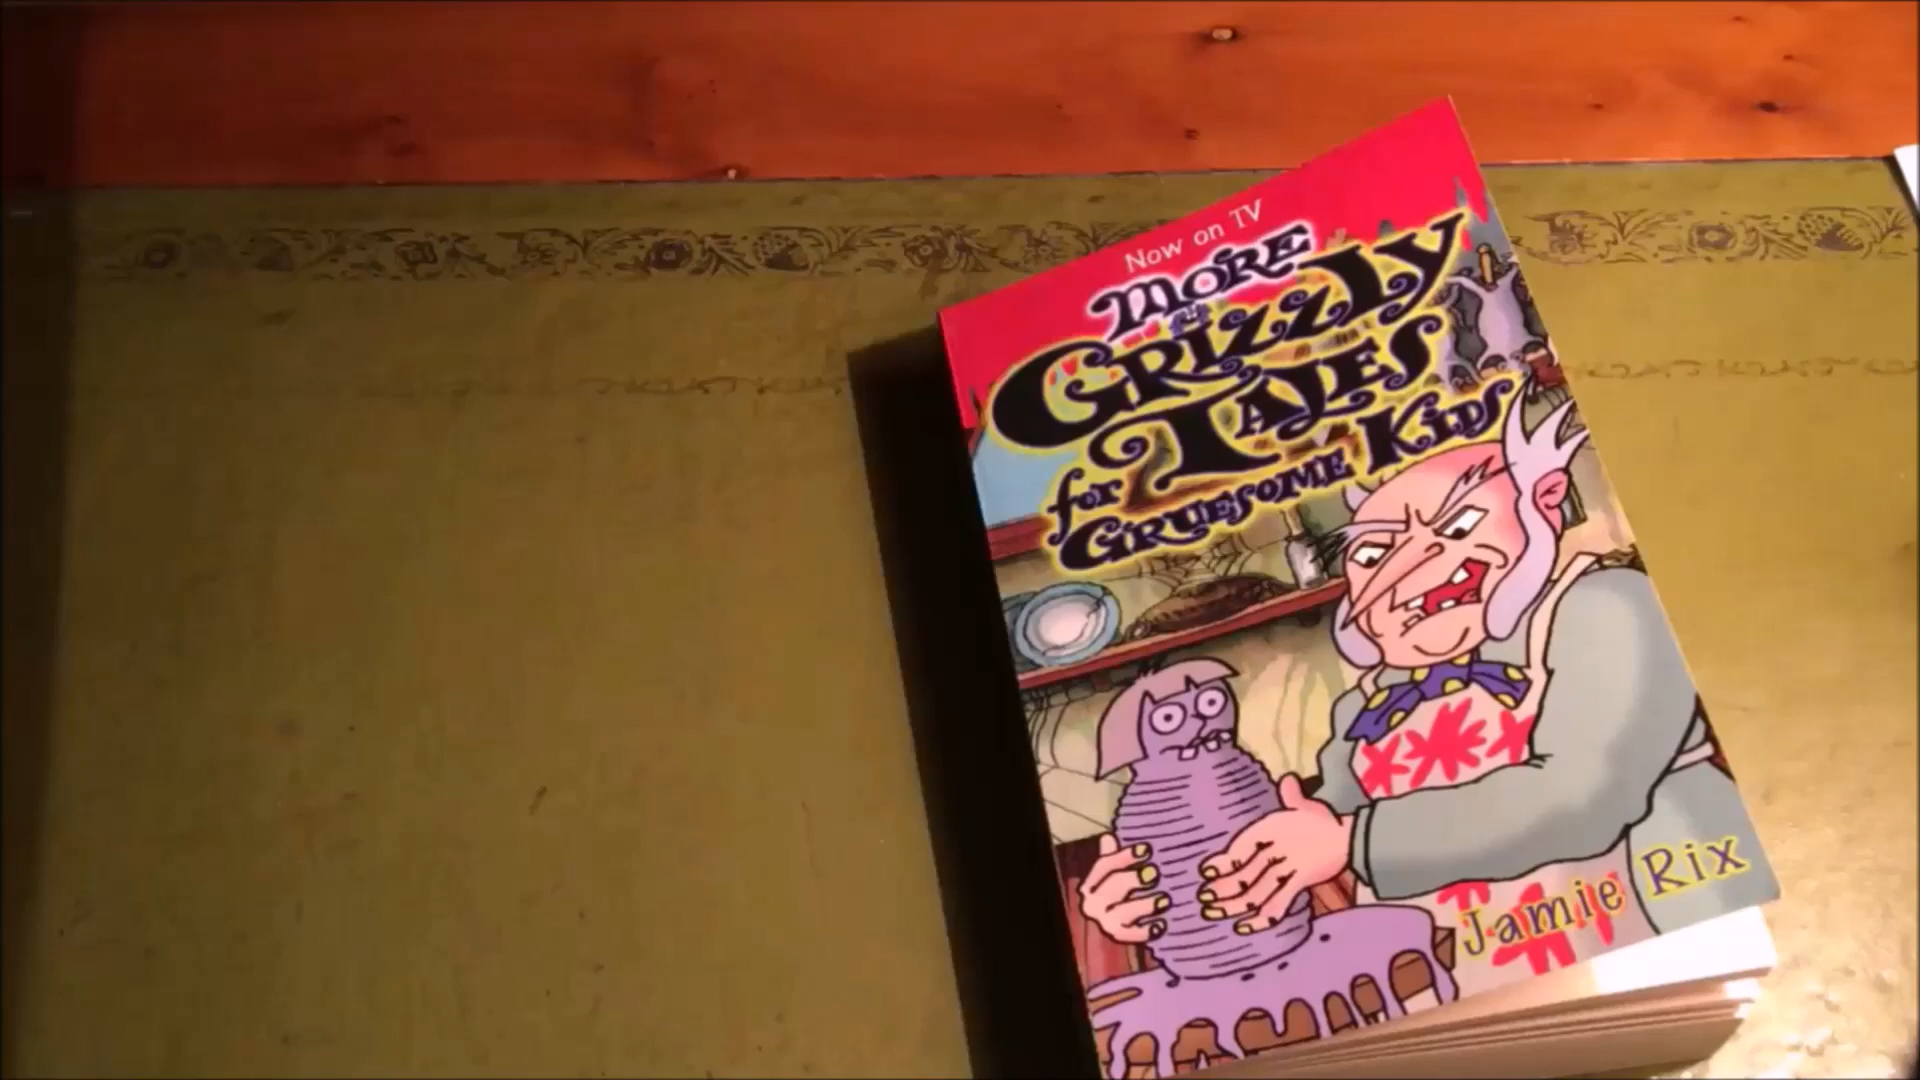 Now on TV
MORE
GRIZZLY
TALES
for
GRUESOME KIDS
Jamie Rix